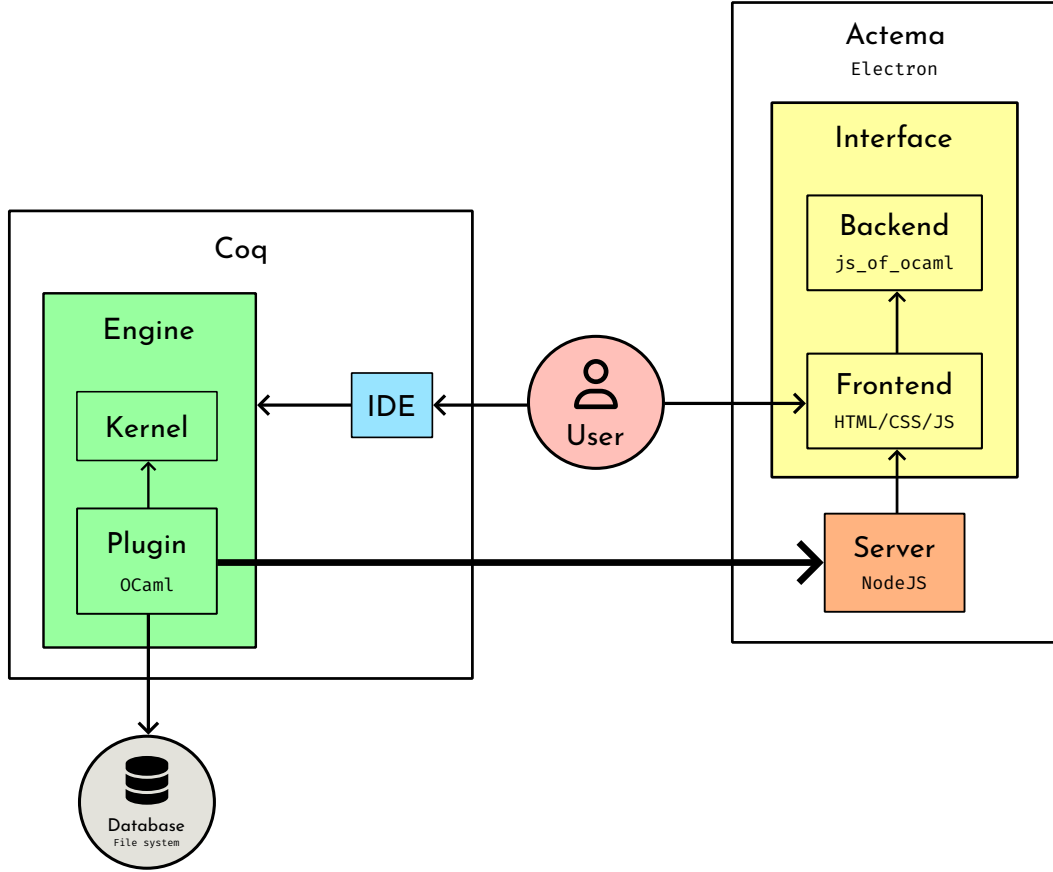 Actema
Electron
Interface
Backend
js_of_ocaml
Coq
Engine
Kernel
IDE
User
Frontend
HTML/CSS/JS
Plugin
OCaml
Server
NodeJS
Database
File system